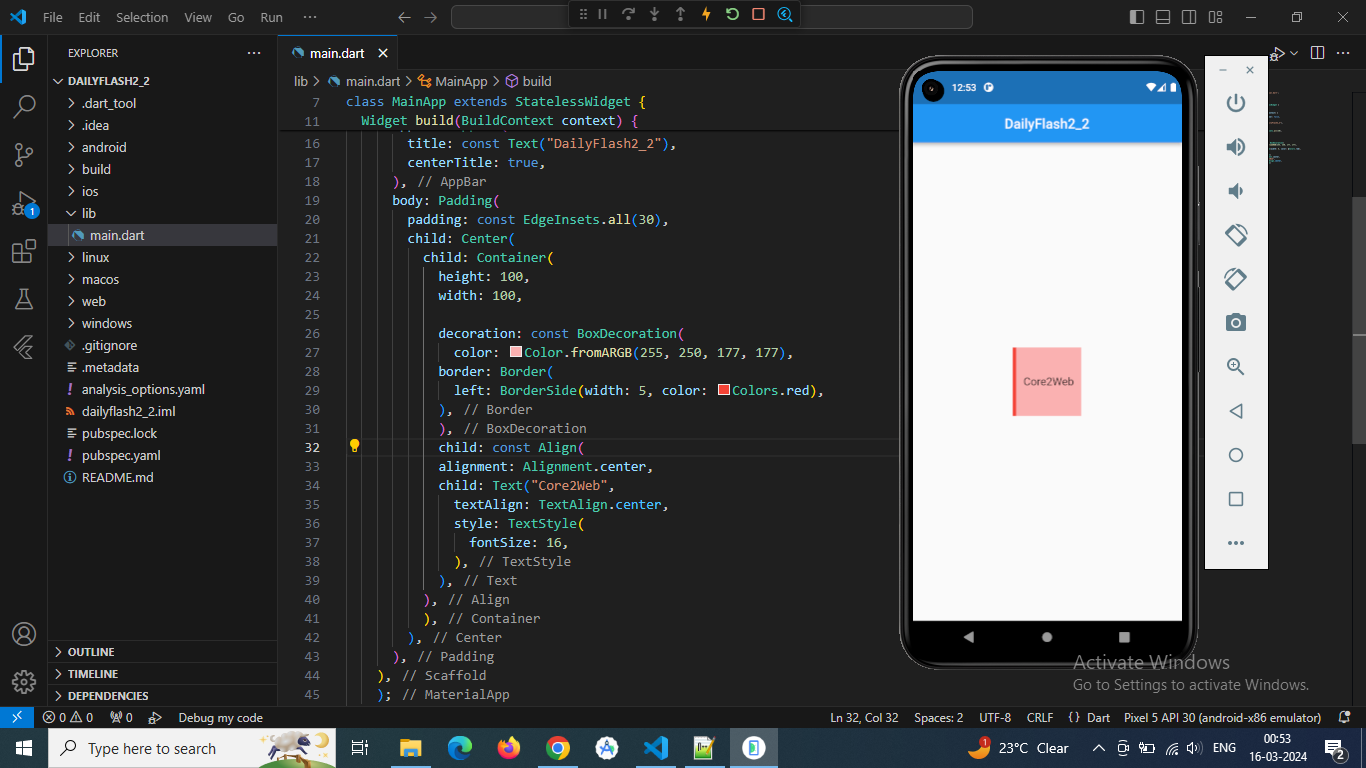 File Edit Selection View Go Run ···
EXPLORER
DAILYFLASH2_2
.dart_tool
.idea
android
build
ios
lib
main.dart
linux
macos
web
windows
.gitignore
.metadata
analysis_options.yaml
dailyflash2_2.iml
pubspec.lock
pubspec.yaml
README.md
OUTLINE
TIMELINE
DEPENDENCIES
1
main.dart
lib > main.dart > MainApp > build
7 class MainApp extends StatelessWidget {
11 Widget build(BuildContext context) {
16 title: const Text("DailyFlash2_2"),
17 centerTitle: true,
18 ), // AppBar
19 body: Padding(
20 padding: const EdgeInsets.all(30),
21 child: Center(
22 child: Container(
23 height: 100,
24 width: 100,
25
26 decoration: const BoxDecoration(
27 color: Color.fromARGB(255, 250, 177, 177),
28 border: Border(
29 left: BorderSide(width: 5, color: Colors.red),
30 ), // Border
31 ), // BoxDecoration
32 child: const Align(
33 alignment: Alignment.center,
34 child: Text("Core2Web",
35 textAlign: TextAlign.center,
36 style: TextStyle(
37 fontSize: 16,
38 ), // TextStyle
39 ), // Text
40 ), // Align
41 ), // Container
42 ), // Center
43 ), // Padding
44 ), // Scaffold
45 ); // MaterialApp
12:53
DailyFlash2_2
Core2Web
Activate Windows
Go to Settings to activate Windows.
0 0 0 Debug my code Ln 32, Col 32 Spaces: 2 UTF-8 CRLF {} Dart Pixel 5 API 30 (android-x86 emulator)
Type here to search
1 23°C Clear ENG 00:53
16-03-2024
2